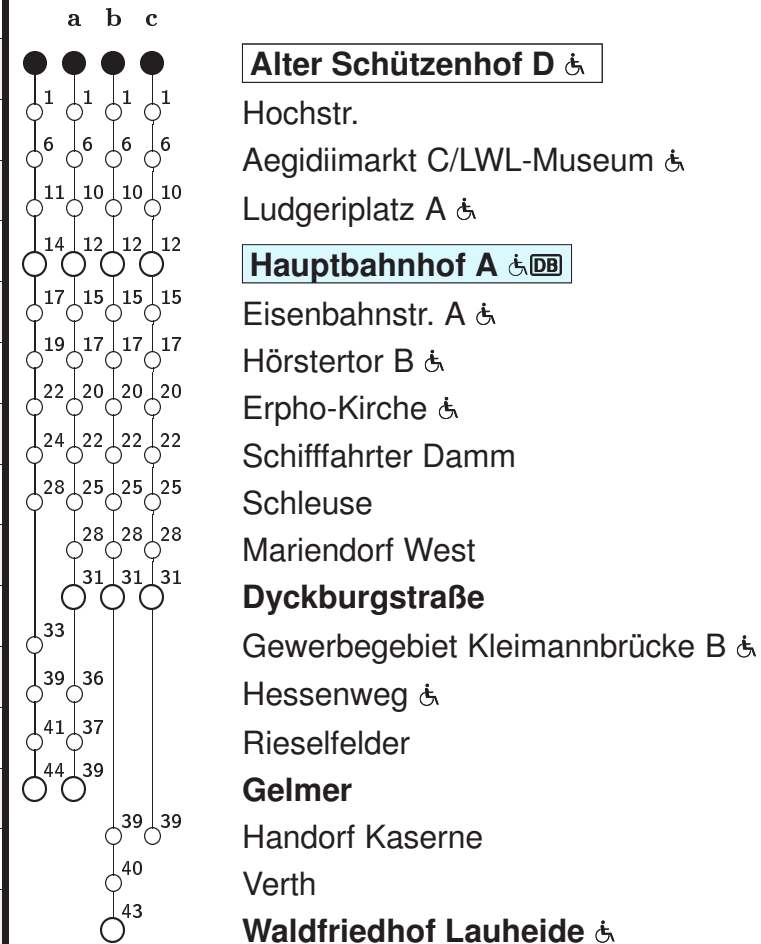 a b c
Alter Schützenhof D
1 1 1 1 Hochstr.
6 6 6 6 Aegidiimarkt C/LWL-Museum
11 10 10 10 Ludgeriplatz A
14 12 12 12 Hauptbahnhof A DB
17 15 15 15 Eisenbahnstr. A
19 17 17 17 Hörstertor B
22 20 20 20 Erpho-Kirche
24 22 22 22 Schifffahrter Damm
28 25 25 25 Schleuse
28 28 28 Mariendorf West
31 31 31 Dyckburgstraße
33 Gewerbegebiet Kleimannbrücke B
39 36 Hessenweg
41 37 Rieselfelder
44 39 Gelmer
39 39 Handorf Kaserne
40 Verth
43 Waldfriedhof Lauheide